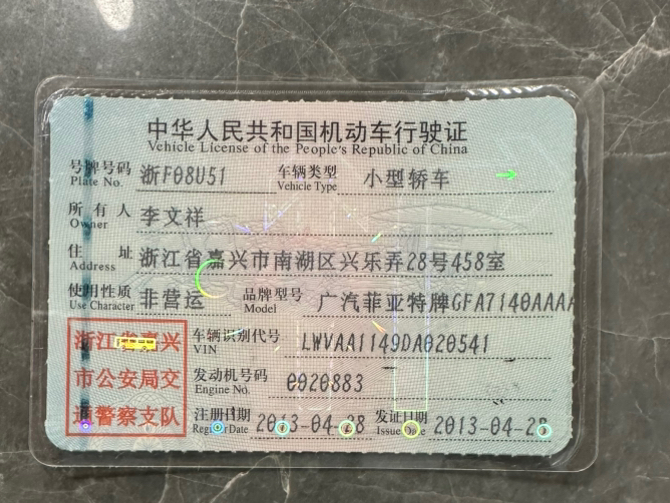 中华人民共和国机动车行驶证
Vehicle License of the People's Republic of China
号牌号码 浙F08U51 车辆类型 小型轿车
Plate No. Vehicle Type
所有人 李文祥
Owner
住址 浙江省嘉兴市南湖区兴乐弄28号458室
Address
使用性质 非营运 品牌型号 广汽菲亚特牌GFA7140AAAA
Use Character Model
浙江省嘉兴 车辆识别代号 LWVAA1149DA020541
VIN
市公安局交 发动机号码 0020883
Engine No.
通警察支队 注册日期 2013-04-28 发证日期 2013-04-28
Register Date Issue Date